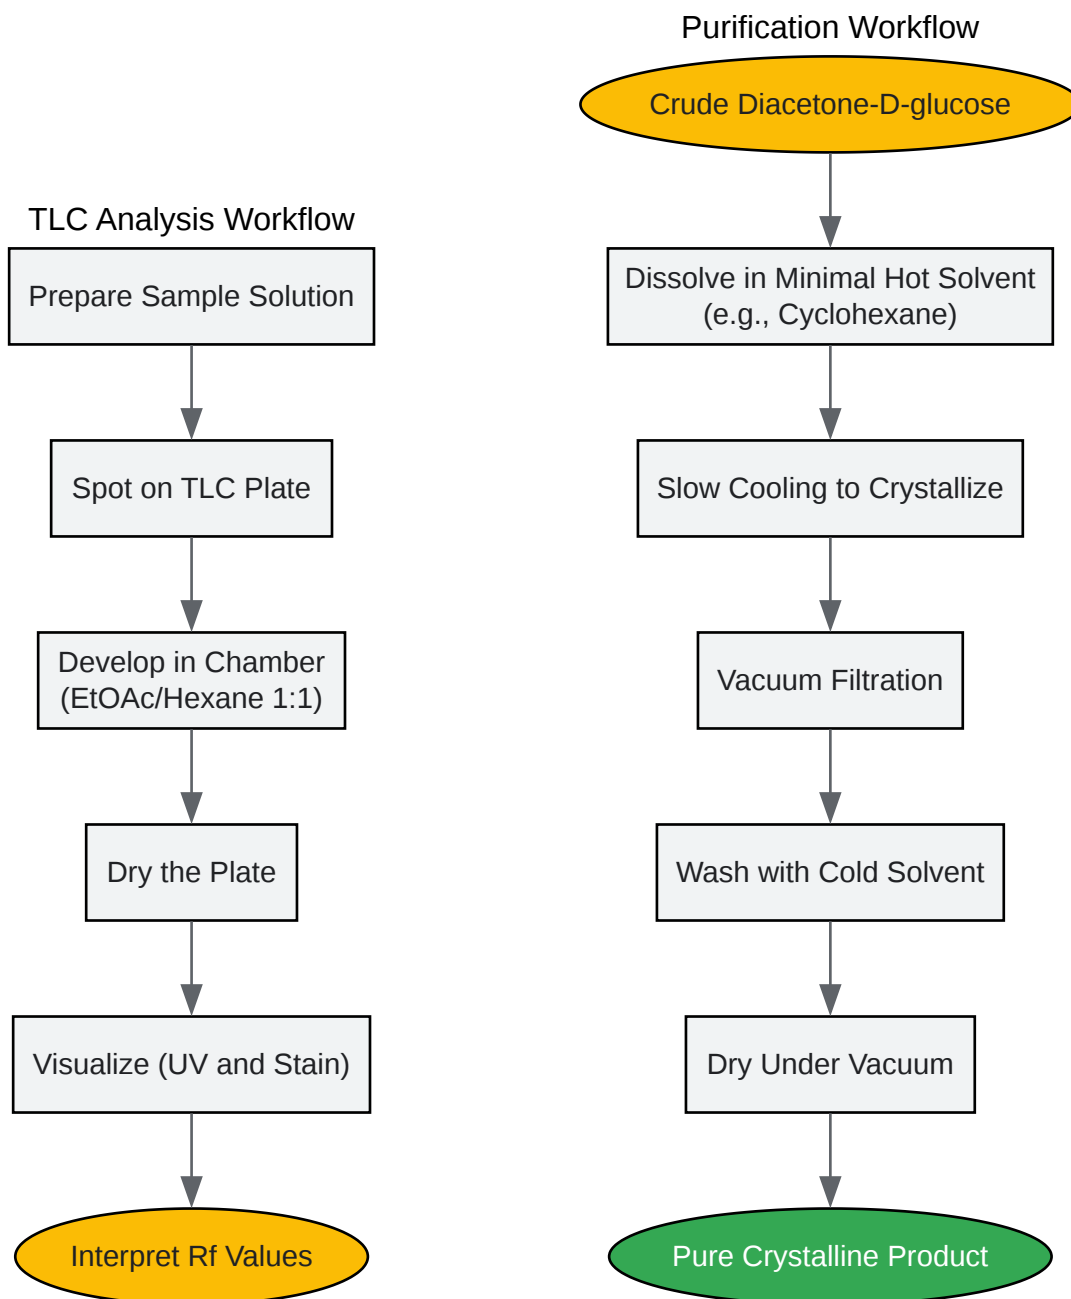 TLC Analysis Workflow
Prepare Sample Solution
Spot on TLC Plate
Develop in Chamber
(EtOAc/Hexane 1:1)
Dry the Plate
Visualize (UV and Stain)
Interpret Rf Values
Purification Workflow
Crude Diacetone-D-glucose
Dissolve in Minimal Hot Solvent
(e.g., Cyclohexane)
Slow Cooling to Crystallize
Vacuum Filtration
Wash with Cold Solvent
Dry Under Vacuum
Pure Crystalline Product